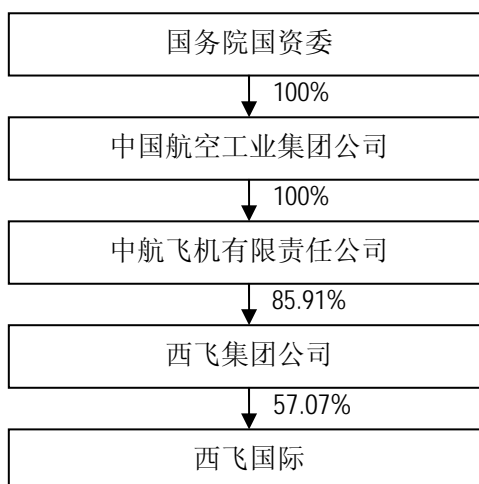 国务院国资委
100%
中国航空工业集团公司
100%
中航飞机有限责任公司
85.91%
西飞集团公司
57.07%
西飞国际